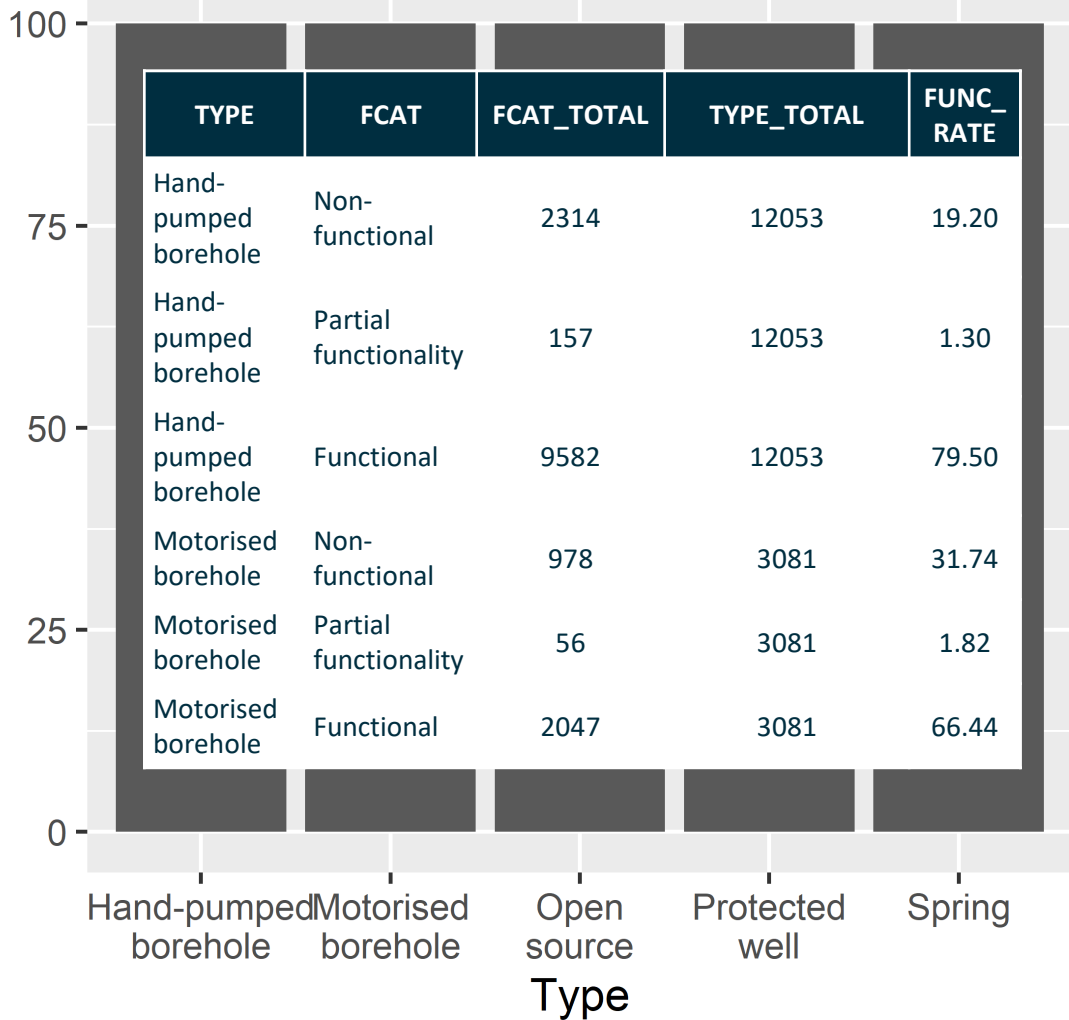 100
75
50
25
0
TYPE FCAT FCAT_TOTAL TYPE_TOTAL FUNC_
RATE
Hand-
pumped
borehole
Non-
functional
2314 12053 19.20
Hand-
pumped
borehole
Partial
functionality
157 12053 1.30
Hand-
pumped
borehole
Functional 9582 12053 79.50
Motorised
borehole
Non-
functional
978 3081 31.74
Motorised
borehole
Partial
functionality
56 3081 1.82
Motorised
borehole
Functional 2047 3081 66.44
Hand-pumped
borehole
Motorised
borehole
Open
source
Protected
well
Spring
Type